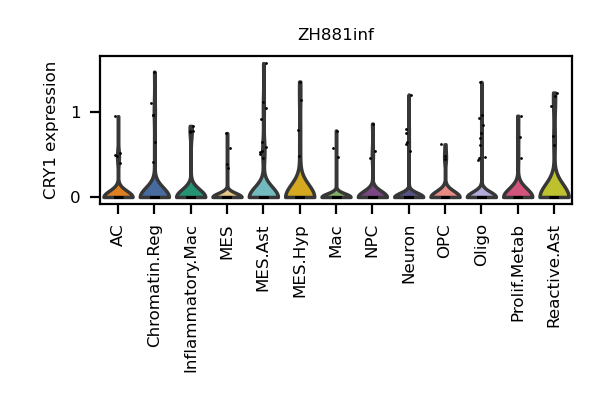 ZH881inf
CRY1 expression
1
0
AC
Chromatin.Reg
Inflammatory.Mac
MES
MES.Ast
MES.Hyp
Mac
NPC
Neuron
OPC
Oligo
Prolif.Metab
Reactive.Ast